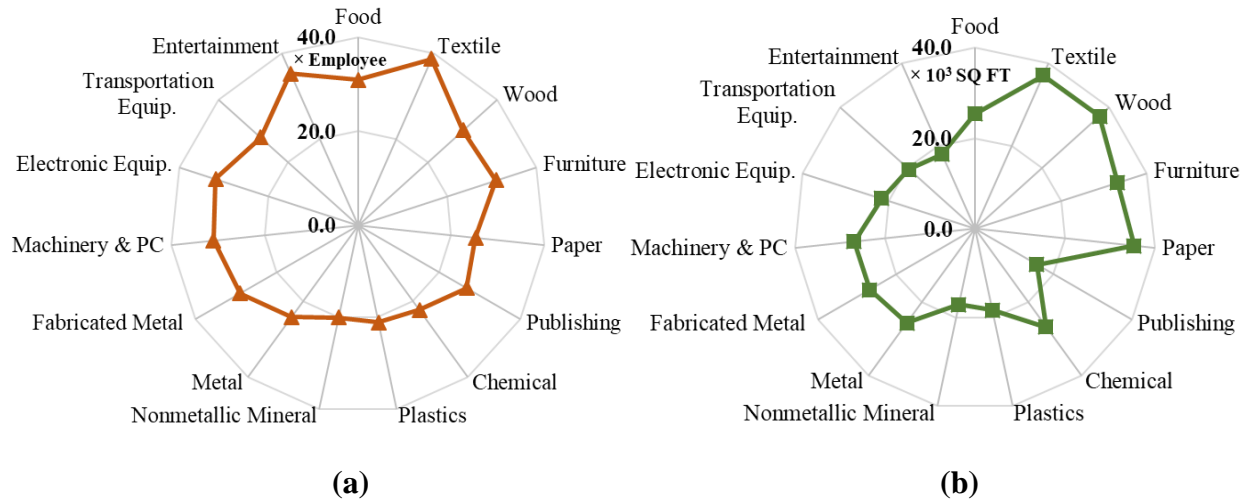 Food
40.0
Textile
Entertainment
× Employee
Transportation
Equip.
Wood
20.0
Electronic Equip.
Furniture
0.0
Machinery & PC
Paper
Fabricated Metal
Publishing
Metal
Chemical
Nonmetallic Mineral
Plastics
(a)
Food
40.0
Textile
Entertainment
× 10³ SQ FT
Transportation
Equip.
Wood
20.0
Electronic Equip.
Furniture
0.0
Machinery & PC
Paper
Fabricated Metal
Publishing
Metal
Chemical
Nonmetallic Mineral
Plastics
(b)